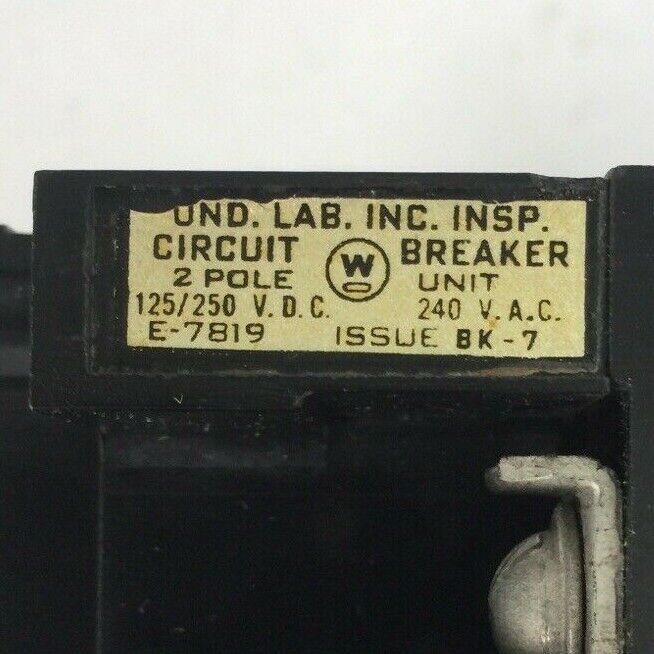 UND. LAB. INC. INSP.
CIRCUIT W BREAKER
2 POLE UNIT
125/250 V.D.C. 240 V.A.C.
E-7819 ISSUE BK-7